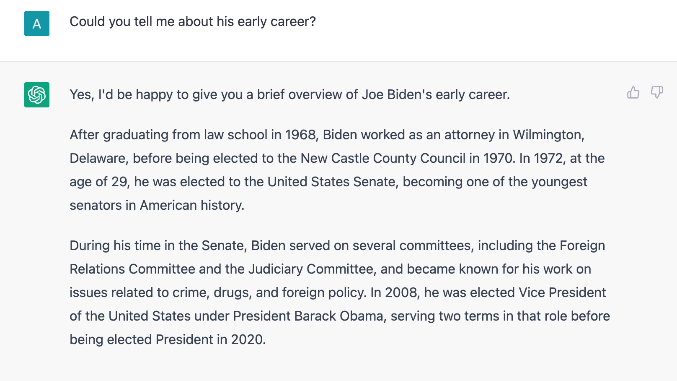 A
Could you tell me about his early career?
Yes, I'd be happy to give you a brief overview of Joe Biden's early career.
After graduating from law school in 1968, Biden worked as an attorney in Wilmington,
Delaware, before being elected to the New Castle County Council in 1970. In 1972, at the
age of 29, he was elected to the United States Senate, becoming one of the youngest
senators in American history.
During his time in the Senate, Biden served on several committees, including the Foreign
Relations Committee and the Judiciary Committee, and became known for his work on
issues related to crime, drugs, and foreign policy. In 2008, he was elected Vice President
of the United States under President Barack Obama, serving two terms in that role before
being elected President in 2020.